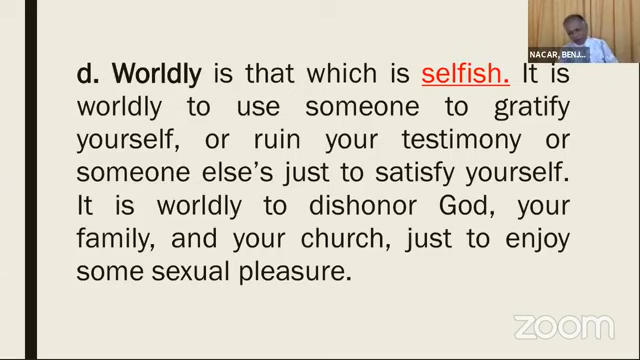 NACAR, BENJ...
d. Worldly is that which is selfish. It is
worldly to use someone to gratify
yourself, or ruin your testimony or
someone else's just to satisfy yourself.
It is worldly to dishonor God, your
family, and your church, just to enjoy
some sexual pleasure.
zoom